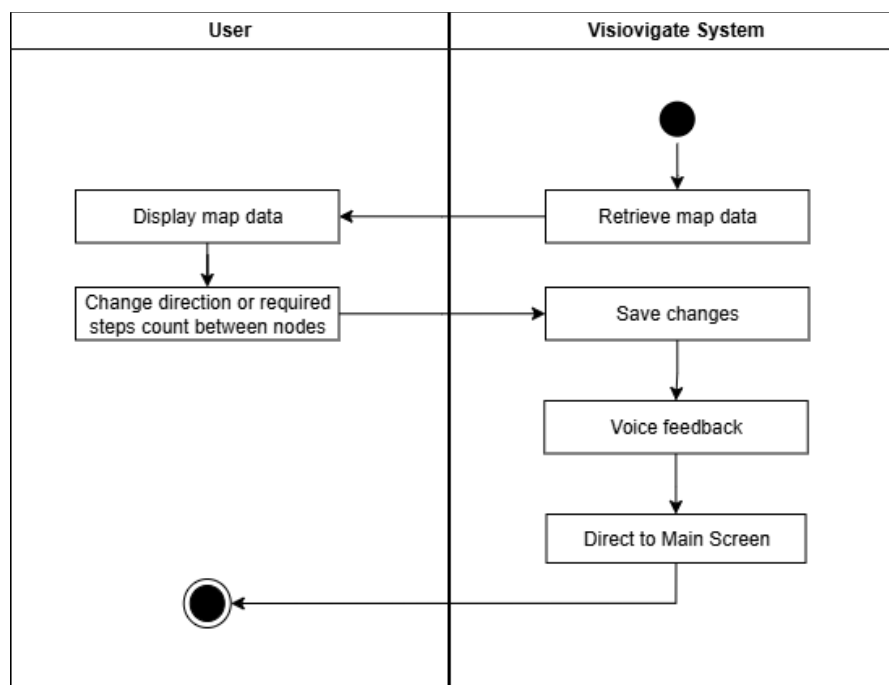 User
Visiovigate System
Display map data
Retrieve map data
Change direction or required
steps count between nodes
Save changes
Voice feedback
Direct to Main Screen